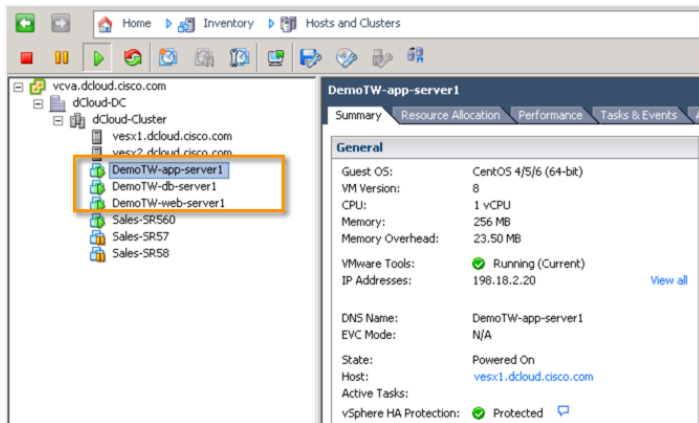 Home Inventory Hosts and Clusters
vcva.dcloud.cisco.com
dCloud-DC
dCloud-Cluster
vesx1.dcloud.cisco.com
vesx2.dcloud.cisco.com
DemoTW-app-server1
DemoTW-db-server1
DemoTW-web-server1
Sales-SR560
Sales-SR57
Sales-SR58
DemoTW-app-server1
Summary Resource Allocation Performance Tasks & Events
General
Guest OS: CentOS 4/5/6 (64-bit)
VM Version: 8
CPU: 1 vCPU
Memory: 256 MB
Memory Overhead: 23.50 MB
VMware Tools: Running (Current)
IP Addresses: 198.18.2.20 View all
DNS Name: DemoTW-app-server1
EVC Mode: N/A
State: Powered On
Host: vesx1.dcloud.cisco.com
Active Tasks:
vSphere HA Protection: Protected